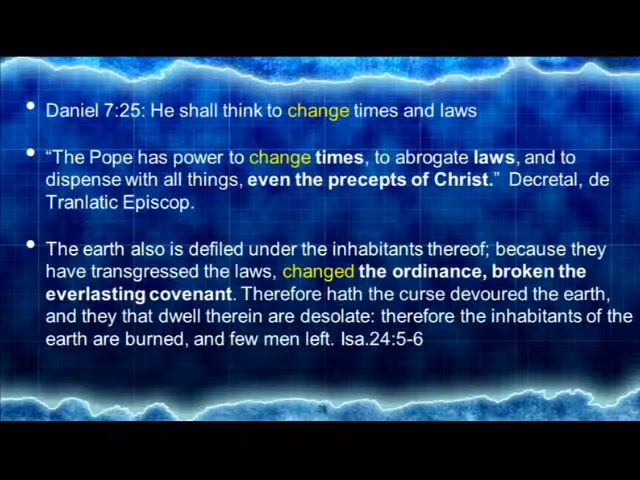 • Daniel 7:25: He shall think to change times and laws
• “The Pope has power to change times, to abrogate laws, and to
dispense with all things, even the precepts of Christ.” Decretal, de
Tranlatic Episcop.
• The earth also is defiled under the inhabitants thereof; because they
have transgressed the laws, changed the ordinance, broken the
everlasting covenant. Therefore hath the curse devoured the earth,
and they that dwell therein are desolate: therefore the inhabitants of the
earth are burned, and few men left. Isa.24:5-6